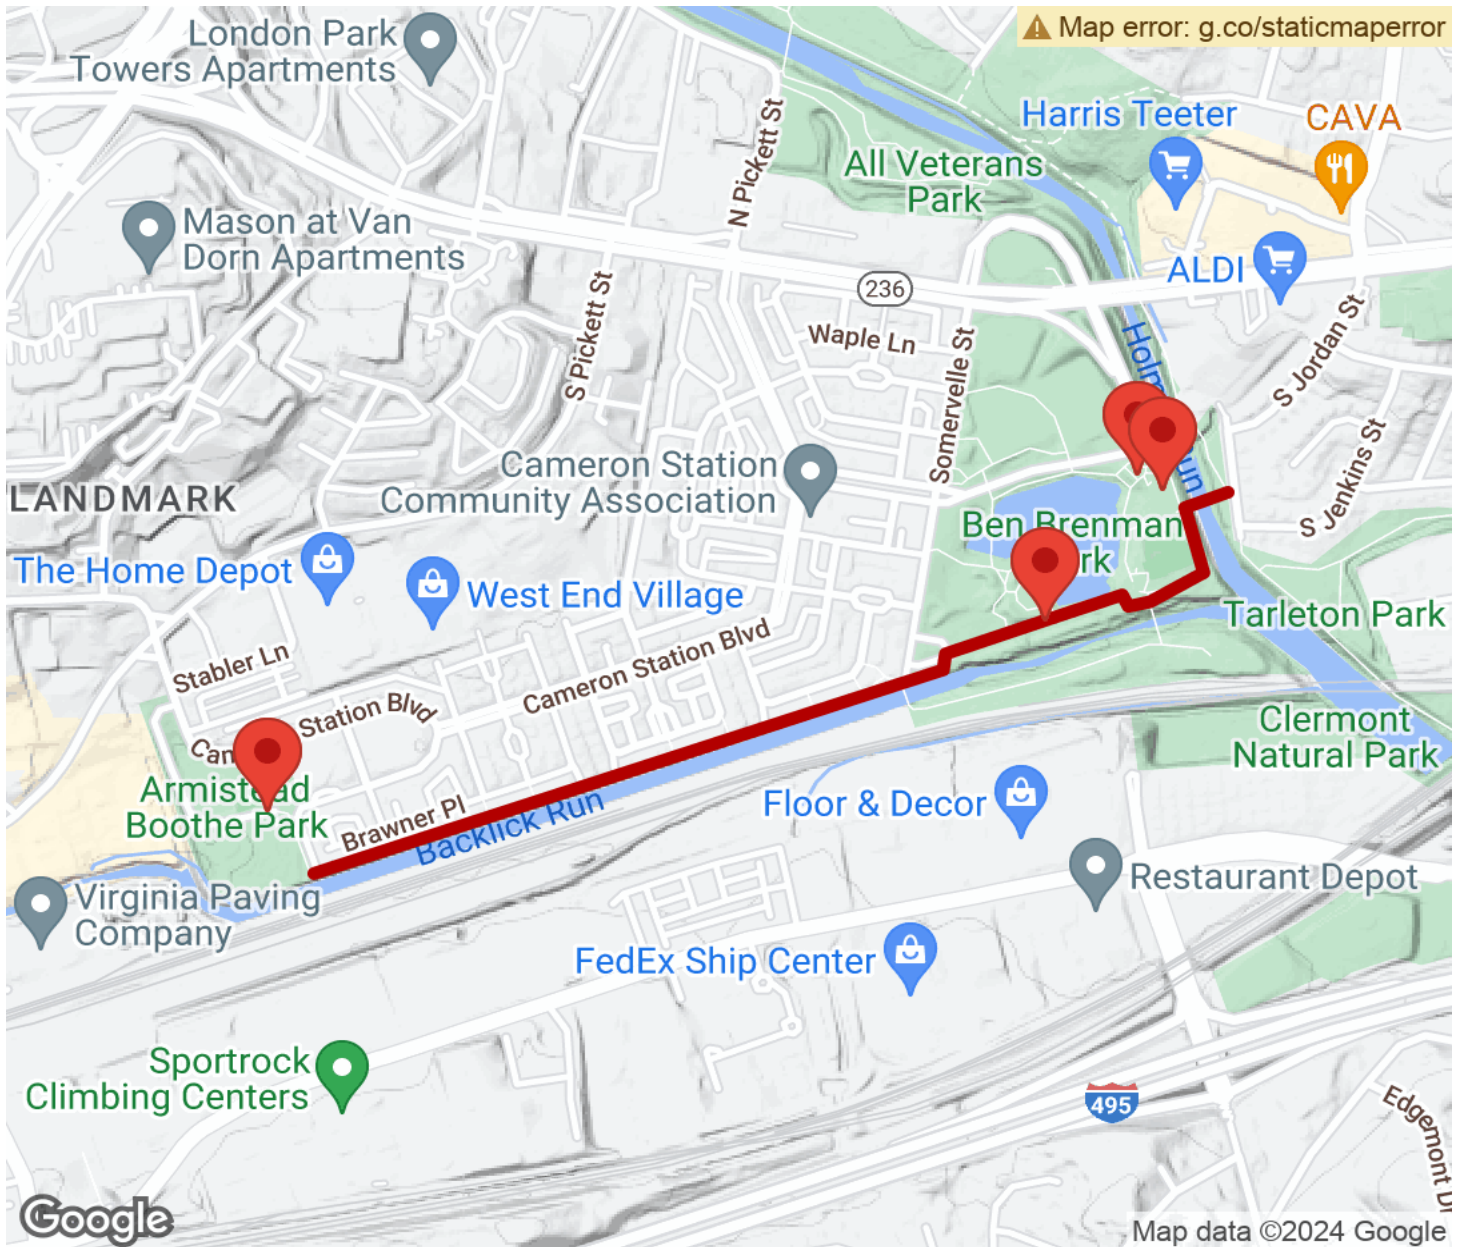 London Park
Towers Apartments
Map error: g.co/staticmaperror
Harris Teeter
CAVA
N Pickett St
All Veterans
Park
Mason at Van
Dorn Apartments
ALDI
236
S Pickett St
Waple Ln
Somervelle St
S Jordan St
Cameron Station
Community Association
S Jenkins St
LANDMARK
Ben Brenman
The Home Depot
West End Village
Tarleton Park
Stabler Ln
Cameron Station Blvd
Station Blvd
Clermont
Natural Park
Armistead
Boothe Park
Brawner Pl
Backlick Run
Floor & Decor
Virginia Paving
Company
Restaurant Depot
FedEx Ship Center
Sportrock
Climbing Centers
495
Edgemont
Google
Map data ©2024 Google